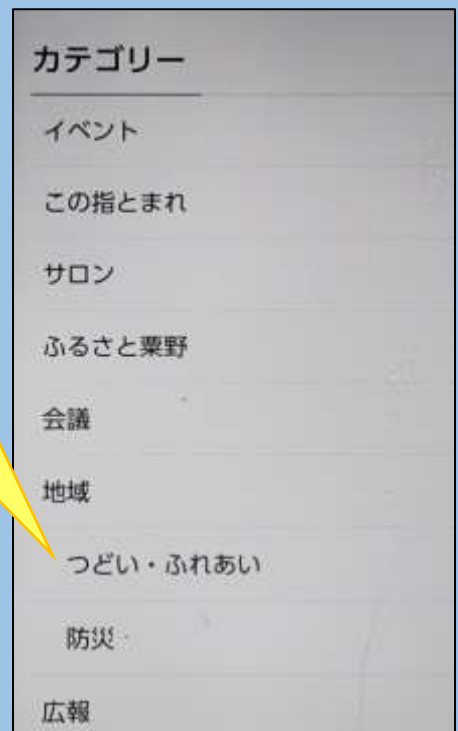 カテゴリー
イベント
この指とまれ
サロン
ふるさと粟野
会議
地域
つどい・ふれあい
防災
広報